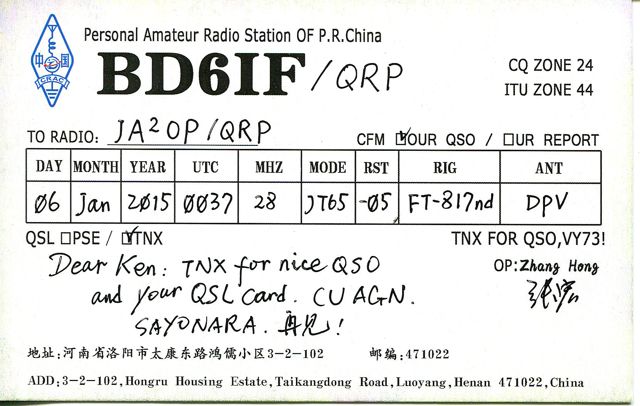 Personal Amateur Radio Station OF P.R.China
中国
CRAC
BD6IF /QRP
CQ ZONE 24
ITU ZONE 44
TO RADIO: JA2OP/QRP
CFM ☑OUR QSO / □UR REPORT
DAY MONTH YEAR UTC MHZ MODE RST RIG ANT
06 Jan 2015 0037 28 JT65 -05 FT-817nd DPV
QSL □PSE / ☑TNX
TNX FOR QSO,VY73!
Dear Ken: TNX for nice QSO
OP:Zhang Hong
and your QSL card. CU AGN.
SAYONARA. 再见!
地址:河南省洛阳市太康东路鸿儒小区3-2-102 邮编:471022
ADD:3-2-102,Hongru Housing Estate,Taikangdong Road,Luoyang,Henan 471022,China